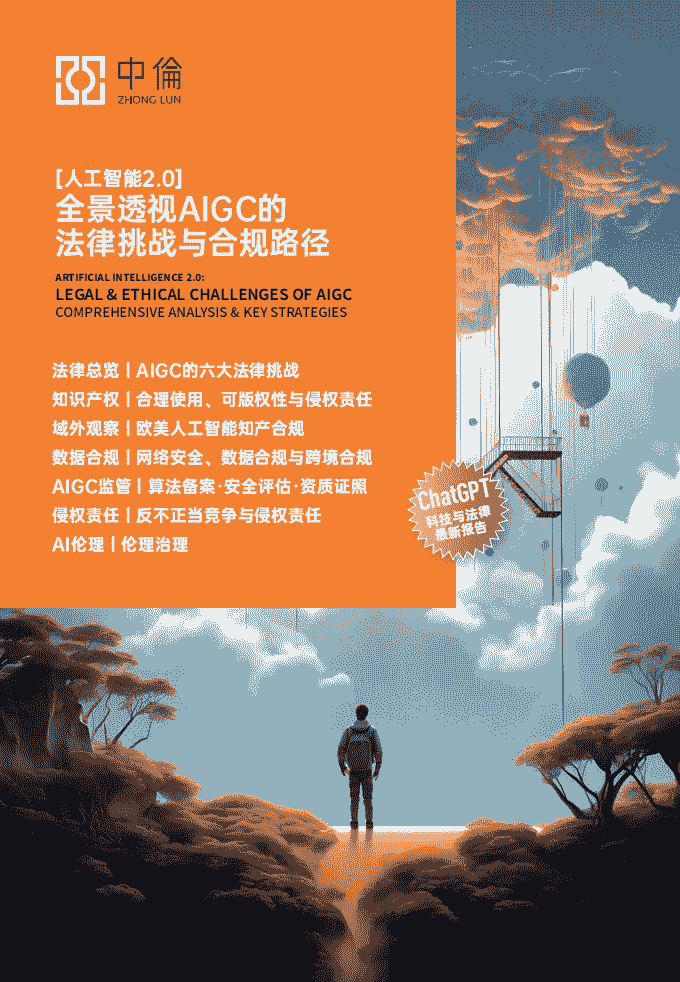 中倫
ZHONG LUN
[人工智能2.0]
全景透视AIGC的
法律挑战与合规路径
ARTIFICIAL INTELLIGENCE 2.0:
LEGAL & ETHICAL CHALLENGES OF AIGC
COMPREHENSIVE ANALYSIS & KEY STRATEGIES
法律总览丨AIGC的六大法律挑战
知识产权丨合理使用、可版权性与侵权责任
域外观察丨欧美人工智能知产合规
数据合规丨网络安全、数据合规与跨境合规
AIGC监管丨算法备案·安全评估·资质证照
侵权责任丨反不正当竞争与侵权责任
AI伦理丨伦理治理
ChatGPT
科技与法律
最新报告